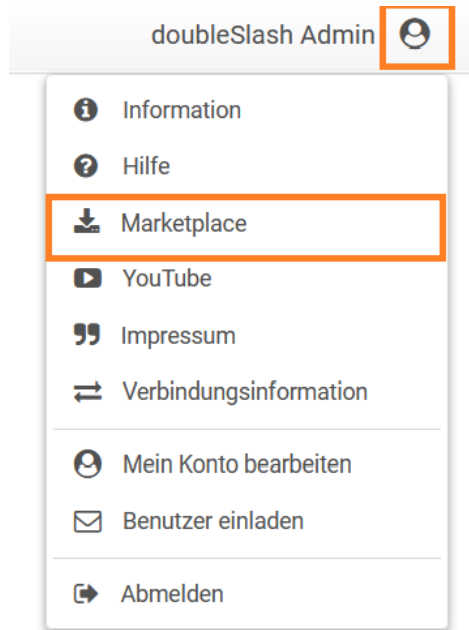 doubleSlash Admin
Information
Hilfe
Marketplace
YouTube
Impressum
Verbindungsinformation
Mein Konto bearbeiten
Benutzer einladen
Abmelden